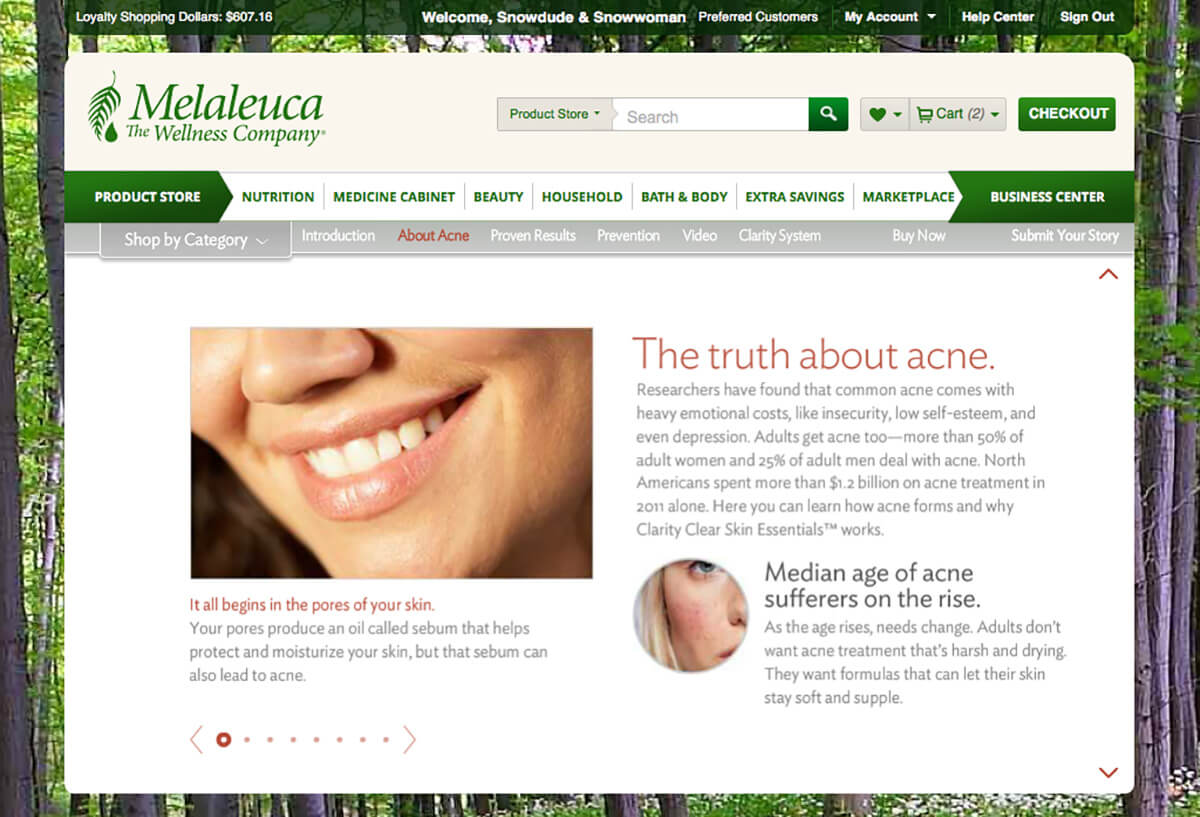 Loyalty Shopping Dollars: $607.16
Welcome, Snowdude & Snowwoman
Preferred Customers
My Account
Help Center
Sign Out
Melaleuca
The Wellness Company®
Product Store
Search
Cart (2)
CHECKOUT
PRODUCT STORE
NUTRITION
MEDICINE CABINET
BEAUTY
HOUSEHOLD
BATH & BODY
EXTRA SAVINGS
MARKETPLACE
BUSINESS CENTER
Shop by Category
Introduction
About Acne
Proven Results
Prevention
Video
Clarity System
Buy Now
Submit Your Story
It all begins in the pores of your skin.
Your pores produce an oil called sebum that helps
protect and moisturize your skin, but that sebum can
also lead to acne.
The truth about acne.
Researchers have found that common acne comes with
heavy emotional costs, like insecurity, low self-esteem, and
even depression. Adults get acne too—more than 50% of
adult women and 25% of adult men deal with acne. North
Americans spent more than $1.2 billion on acne treatment in
2011 alone. Here you can learn how acne forms and why
Clarity Clear Skin Essentials™ works.
Median age of acne
sufferers on the rise.
As the age rises, needs change. Adults don't
want acne treatment that's harsh and drying.
They want formulas that can let their skin
stay soft and supple.